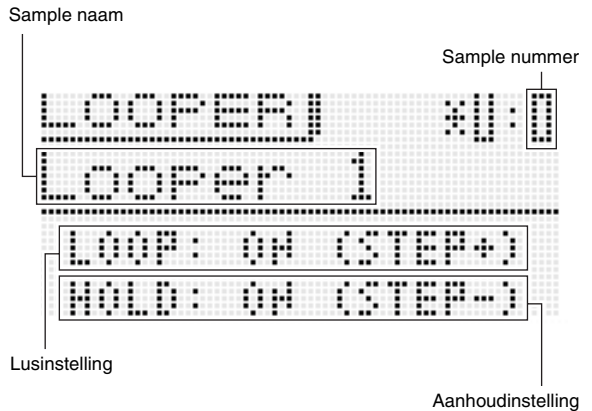 Sample naam
Sample nummer
LOOPER *U:0
Looper 1
LOOP: ON (STEP+)
HOLD: ON (STEP-)
Lusinstelling
Aanhoudinstelling